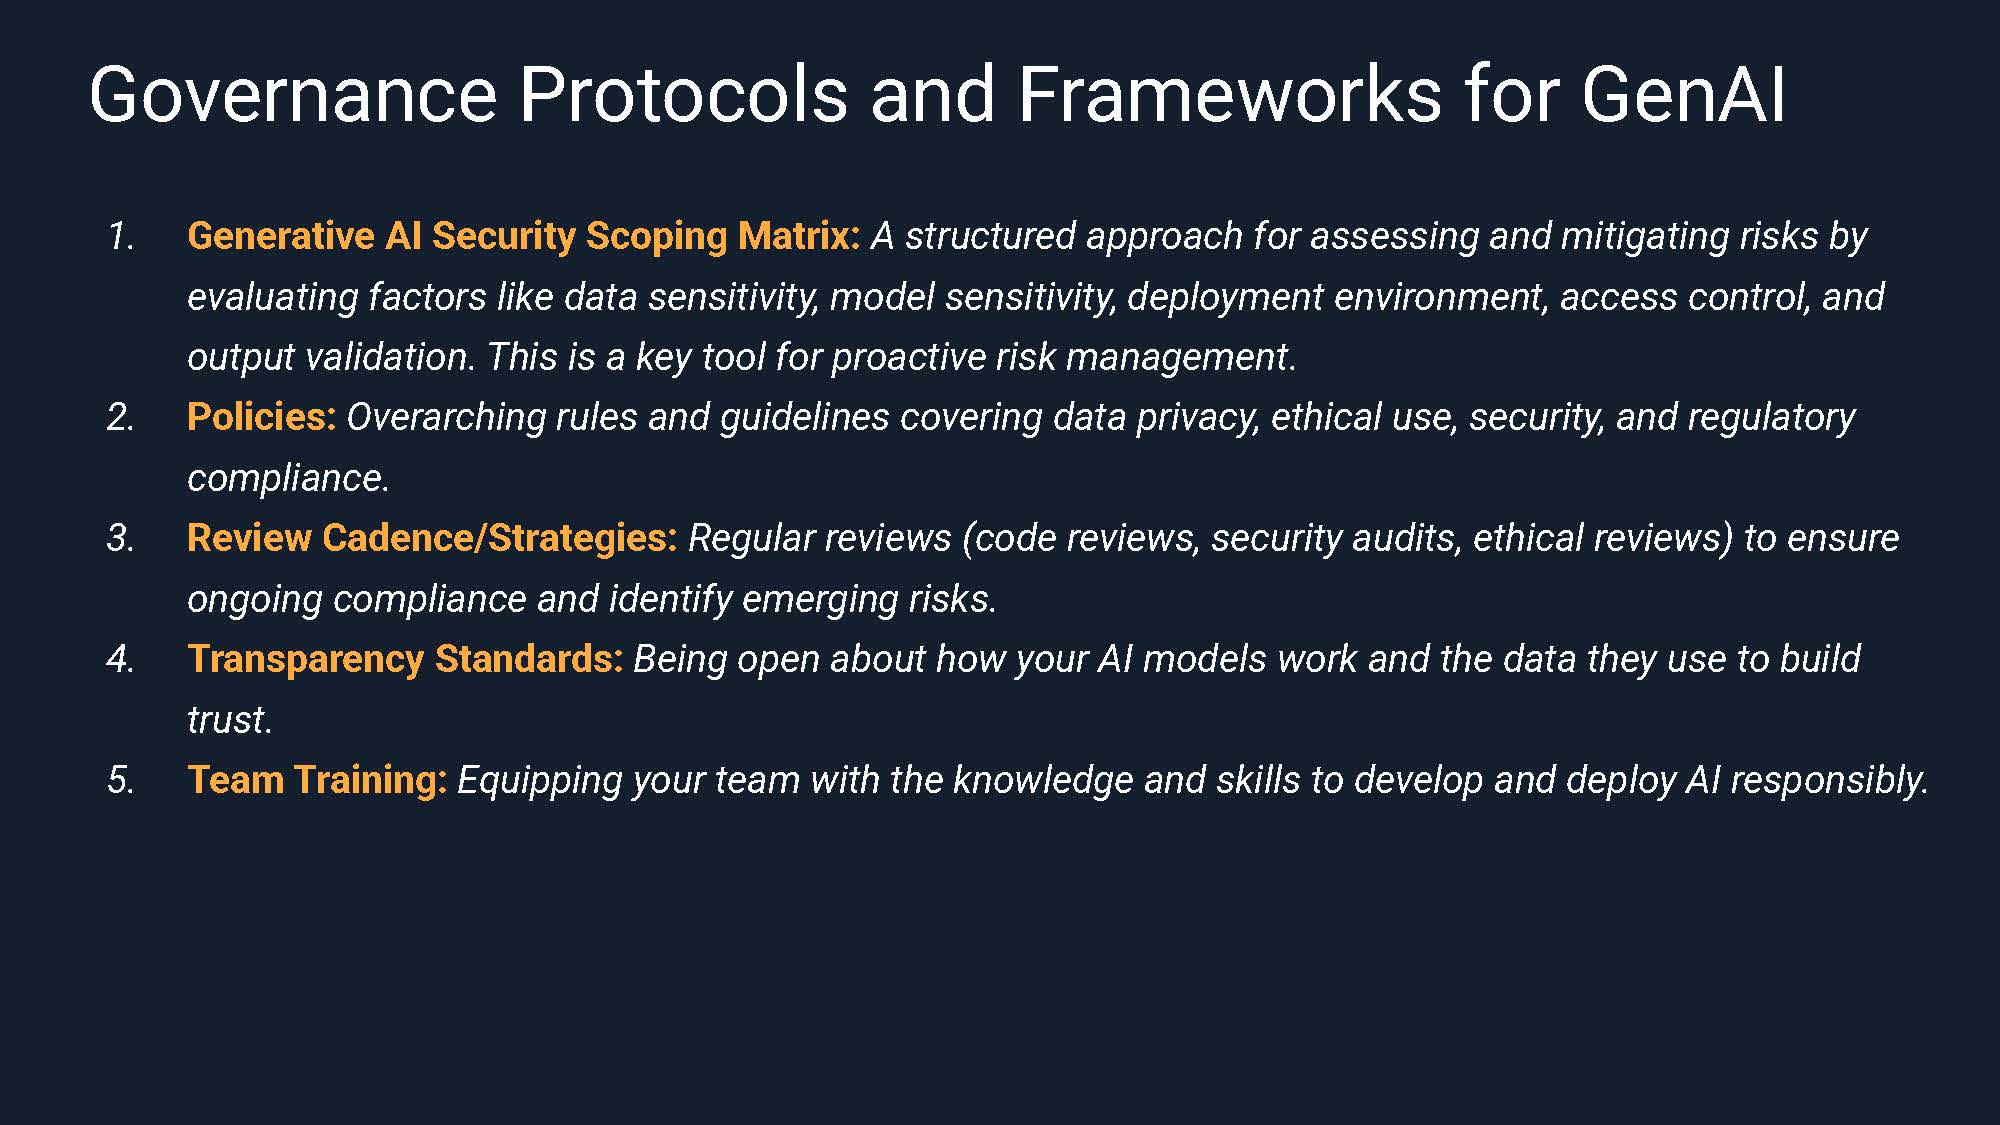 Governance Protocols and Frameworks for GenAI
1. Generative AI Security Scoping Matrix: A structured approach for assessing and mitigating risks by
evaluating factors like data sensitivity, model sensitivity, deployment environment, access control, and
output validation. This is a key tool for proactive risk management.
2. Policies: Overarching rules and guidelines covering data privacy, ethical use, security, and regulatory
compliance.
3. Review Cadence/Strategies: Regular reviews (code reviews, security audits, ethical reviews) to ensure
ongoing compliance and identify emerging risks.
4. Transparency Standards: Being open about how your AI models work and the data they use to build
trust.
5. Team Training: Equipping your team with the knowledge and skills to develop and deploy AI responsibly.